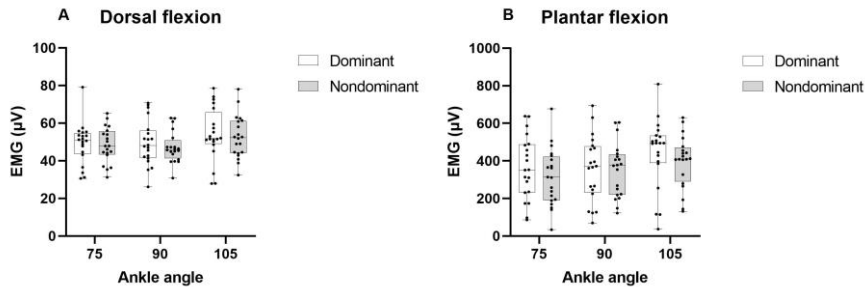 A Dorsal flexion
100
80
60
40
20
0
EMG (μV)
75 90 105
Ankle angle
Dominant
Nondominant
B Plantar flexion
1000
800
600
400
200
0
EMG (μV)
75 90 105
Ankle angle
Dominant
Nondominant